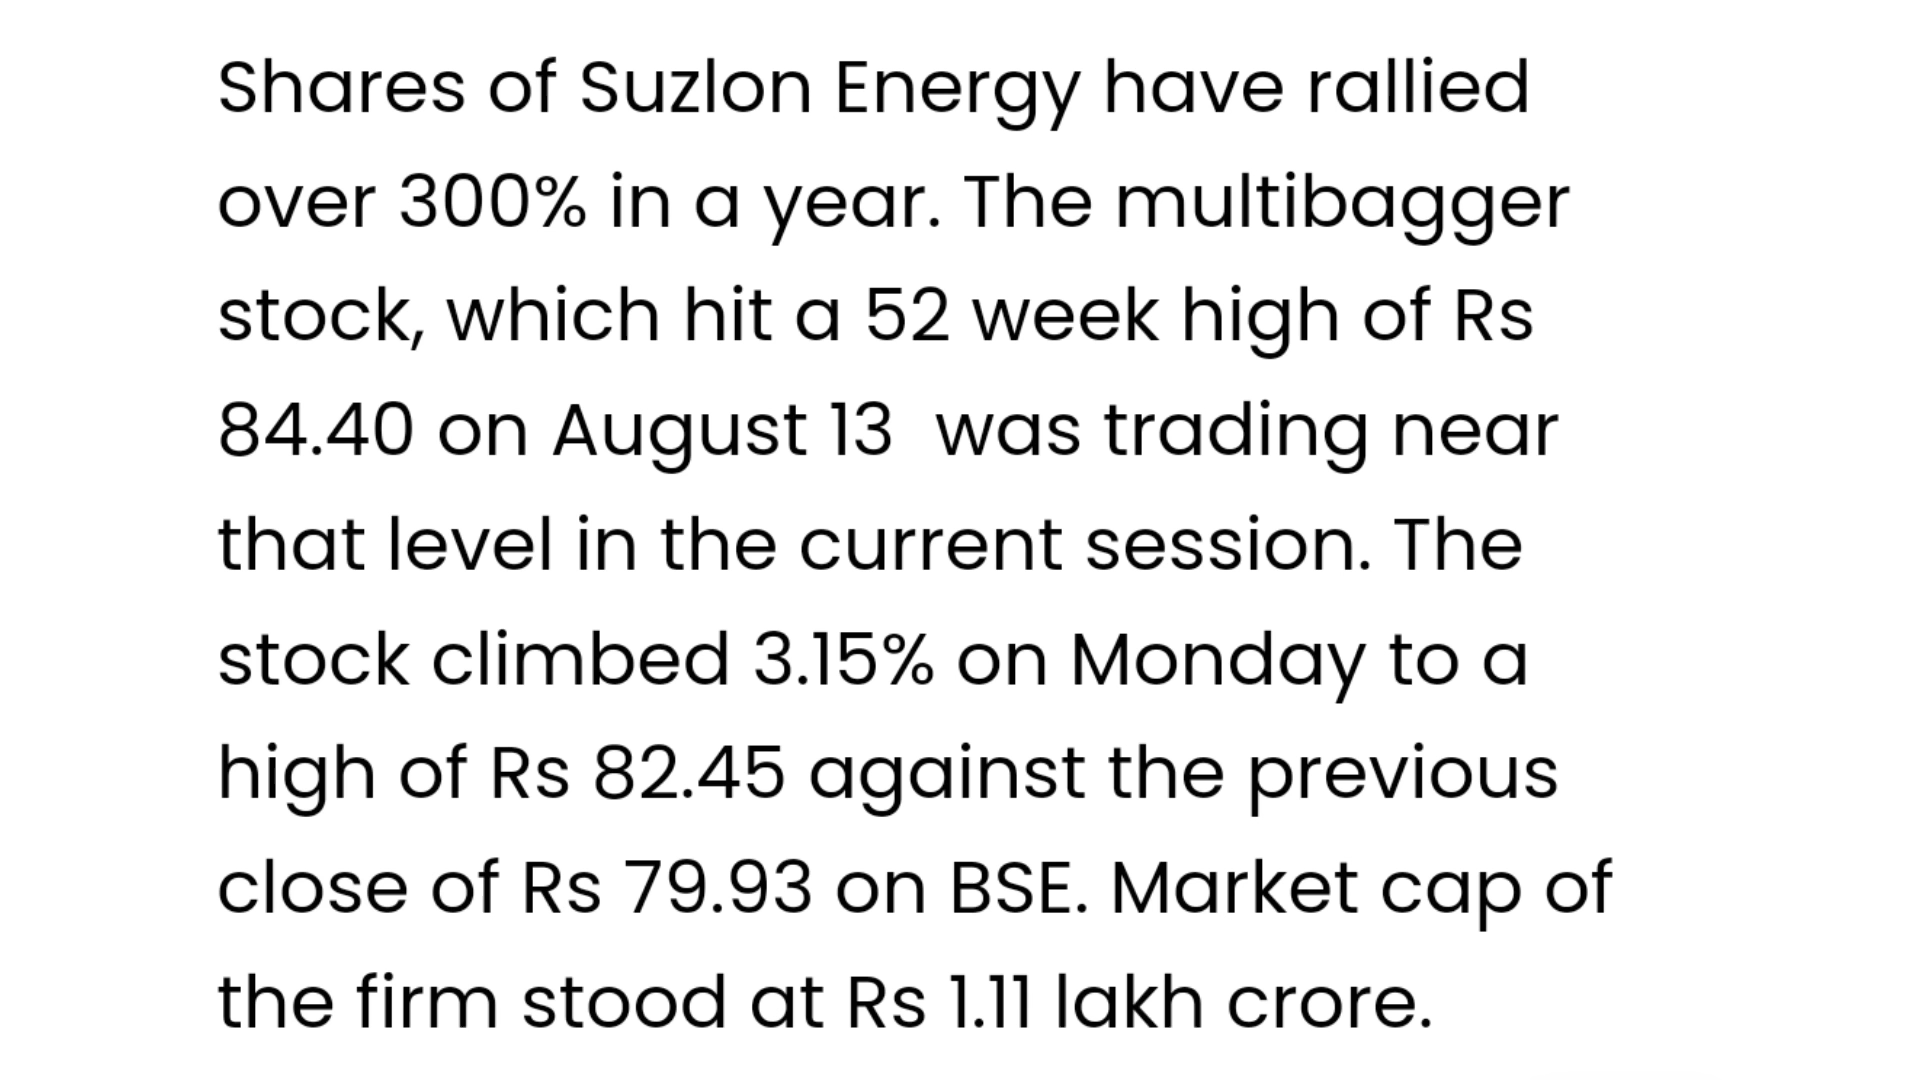 Shares of Suzlon Energy have rallied
over 300% in a year. The multibagger
stock, which hit a 52 week high of Rs
84.40 on August 13  was trading near
that level in the current session. The
stock climbed 3.15% on Monday to a
high of Rs 82.45 against the previous
close of Rs 79.93 on BSE. Market cap of
the firm stood at Rs 1.11 lakh crore.